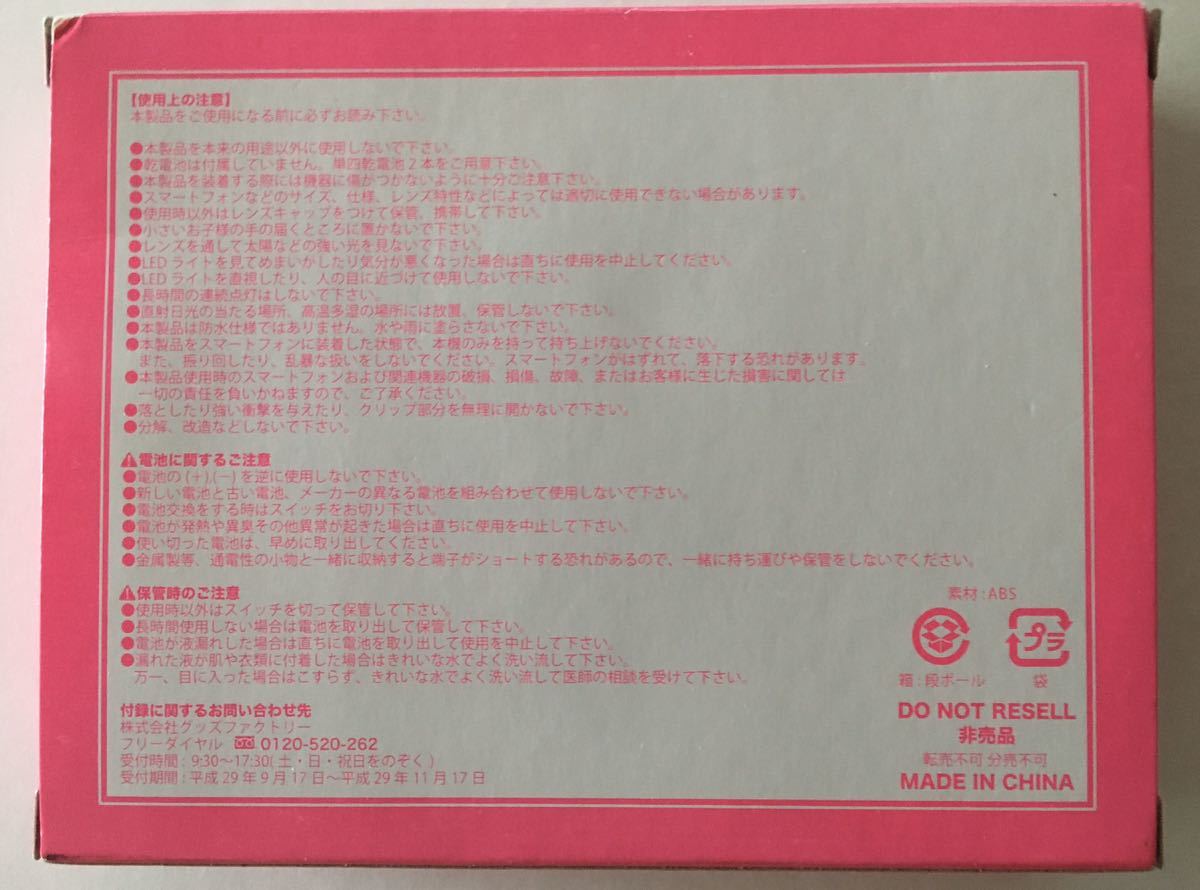 【使用上の注意】
本製品をご使用になる前に必ずお読み下さい。
●本製品を本来の用途以外に使用しないで下さい。
●乾電池は付属していません。単四乾電池2本をご用意下さい。
●本製品を装着する際には機器に傷がつかないように十分ご注意下さい。
●スマートフォンなどのサイズ、仕様、レンズ特性などによっては適切に使用できない場合があります。
●使用時以外はレンズキャップをつけて保管、携帯して下さい。
●小さいお子様の手の届くところに置かないで下さい。
●レンズを通して太陽などの強い光を見ないで下さい。
●LEDライトを見てめまいがしたり気分が悪くなった場合は直ちに使用を中止してください。
●LEDライトを直視したり、人の目に近づけて使用しないで下さい。
●長時間の連続点灯はしないで下さい。
●直射日光の当たる場所、高温多湿の場所には放置、保管しないで下さい。
●本製品は防水仕様ではありません。水や雨に塗らさないで下さい。
●本製品をスマートフォンに装着した状態で、本機のみを持って持ち上げないでください。
また、振り回したり、乱暴な扱いをしないでください。スマートフォンがはずれて、落下する恐れがあります。
●本製品使用時のスマートフォンおよび関連機器の破損、損傷、故障、またはお客様に生じた損害に関しては
一切の責任を負いかねますので、ご了承ください。
●落としたり強い衝撃を与えたり、クリップ部分を無理に開かないで下さい。
●分解、改造などしないで下さい。
⚠電池に関するご注意
●電池の(+),(−)を逆に使用しないで下さい。
●新しい電池と古い電池、メーカーの異なる電池を組み合わせて使用しないで下さい。
●電池交換をする時はスイッチをお切り下さい。
●電池が発熱や異臭その他異常が起きた場合は直ちに使用を中止して下さい。
●使い切った電池は、早めに取り出してください。
●金属製等、通電性の小物と一緒に収納すると端子がショートする恐れがあるので、一緒に持ち運びや保管をしないでください。
⚠保管時のご注意
●使用時以外はスイッチを切って保管して下さい。
●長時間使用しない場合は電池を取り出して保管して下さい。
●電池が液漏れした場合は直ちに電池を取り出して使用を中止して下さい。
●漏れた液が肌や衣類に付着した場合はきれいな水でよく洗い流して下さい。
万一、目に入った場合はこすらず、きれいな水でよく洗い流して医師の相談を受けて下さい。
付録に関するお問い合わせ先
株式会社グッズファクトリー
フリーダイヤル 0120-520-262
受付時間：9:30～17:30(土・日・祝日をのぞく)
受付期間：平成29年9月17日～平成29年11月17日
素材：ABS
プラ
箱：段ボール 袋
DO NOT RESELL
非売品
転売不可 分売不可
MADE IN CHINA